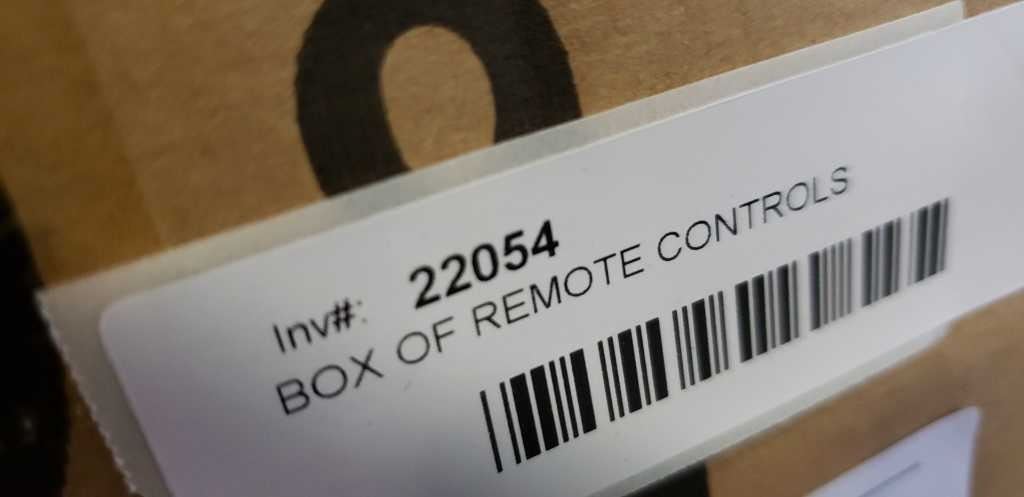 Inv#: 22054
BOX OF REMOTE CONTROLS